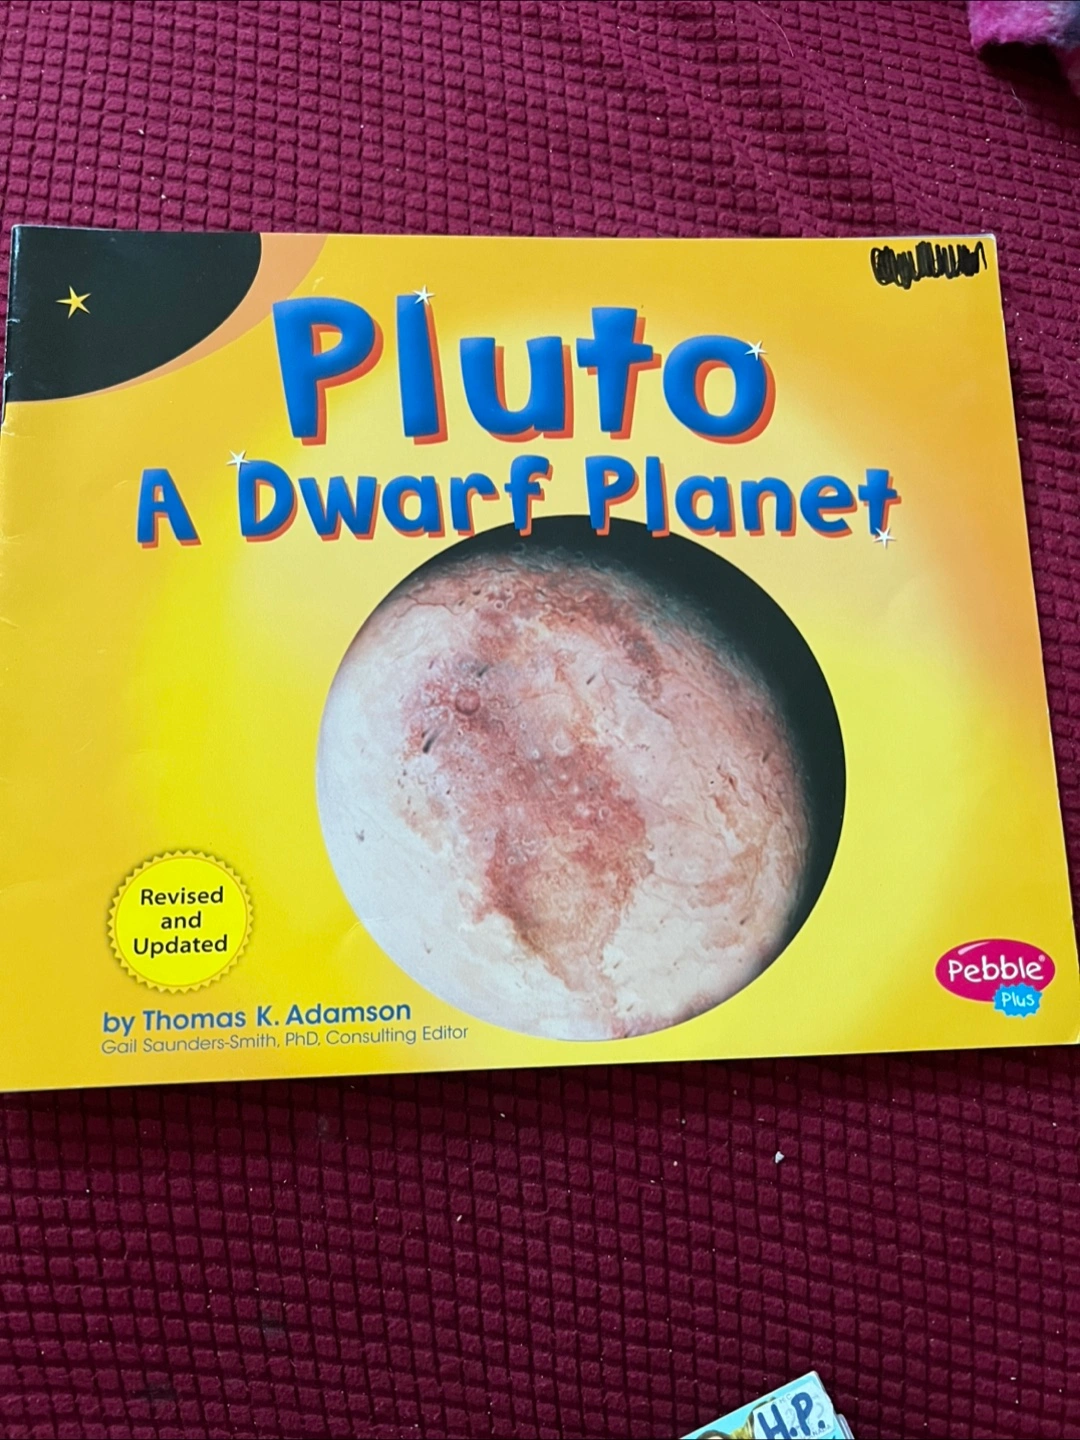 Pluto
A Dwarf Planet
Revised
and
Updated
by Thomas K. Adamson
Gail Saunders-Smith, PhD, Consulting Editor
Pebble®
Plus
H.P.